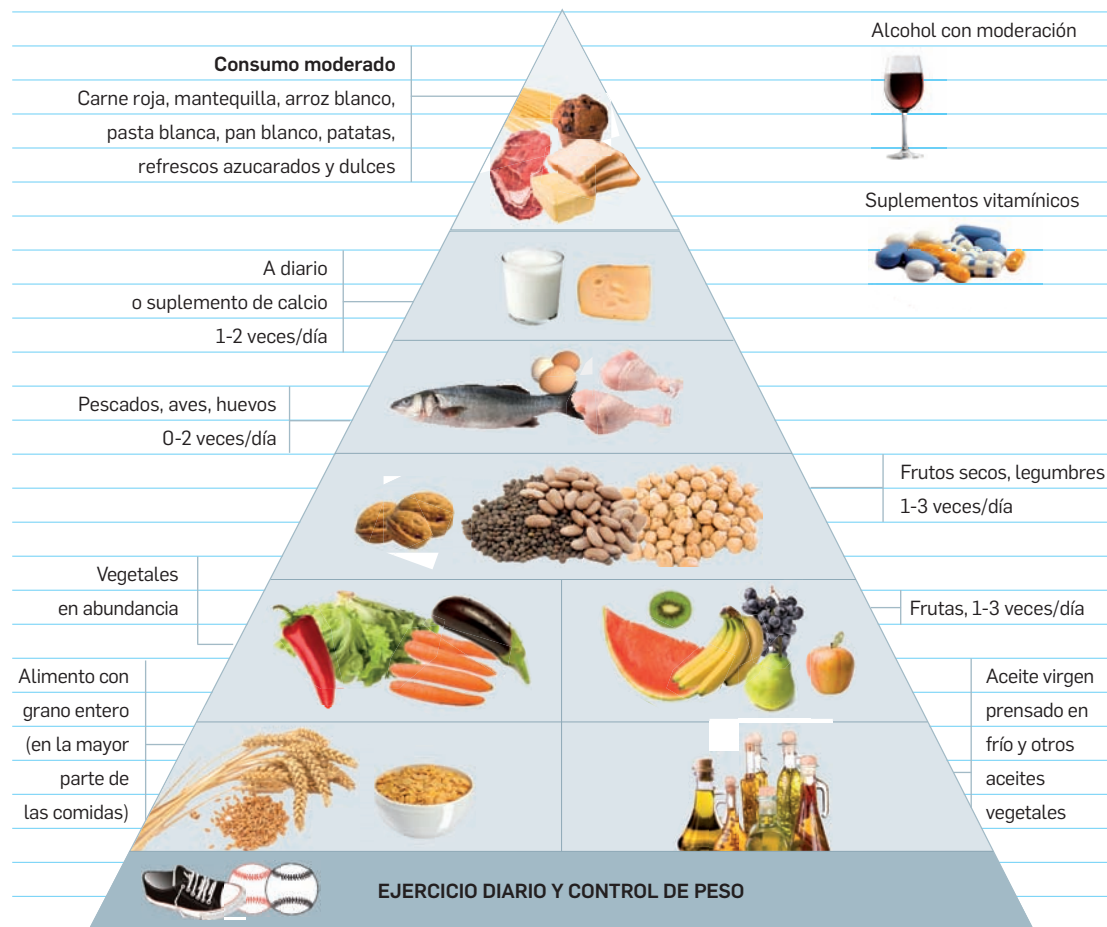 Alcohol con moderación
Consumo moderado
Carne roja, mantequilla, arroz blanco,
pasta blanca, pan blanco, patatas,
refrescos azucarados y dulces
Suplementos vitamínicos
A diario
o suplemento de calcio
1-2 veces/día
Pescados, aves, huevos
0-2 veces/día
Frutos secos, legumbres
1-3 veces/día
Vegetales
en abundancia
Frutas, 1-3 veces/día
Alimento con
grano entero
(en la mayor
parte de
las comidas)
Aceite virgen
prensado en
frío y otros
aceites
vegetales
EJERCICIO DIARIO Y CONTROL DE PESO